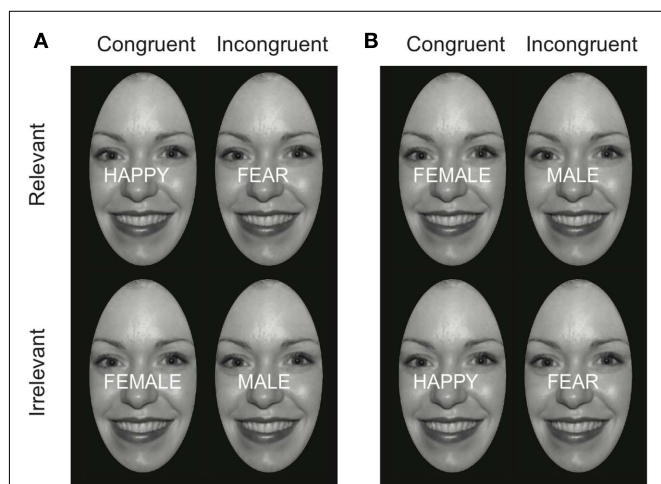 A Congruent Incongruent B Congruent Incongruent
Relevant
HAPPY FEAR FEMALE MALE
Irrelevant
FEMALE MALE HAPPY FEAR